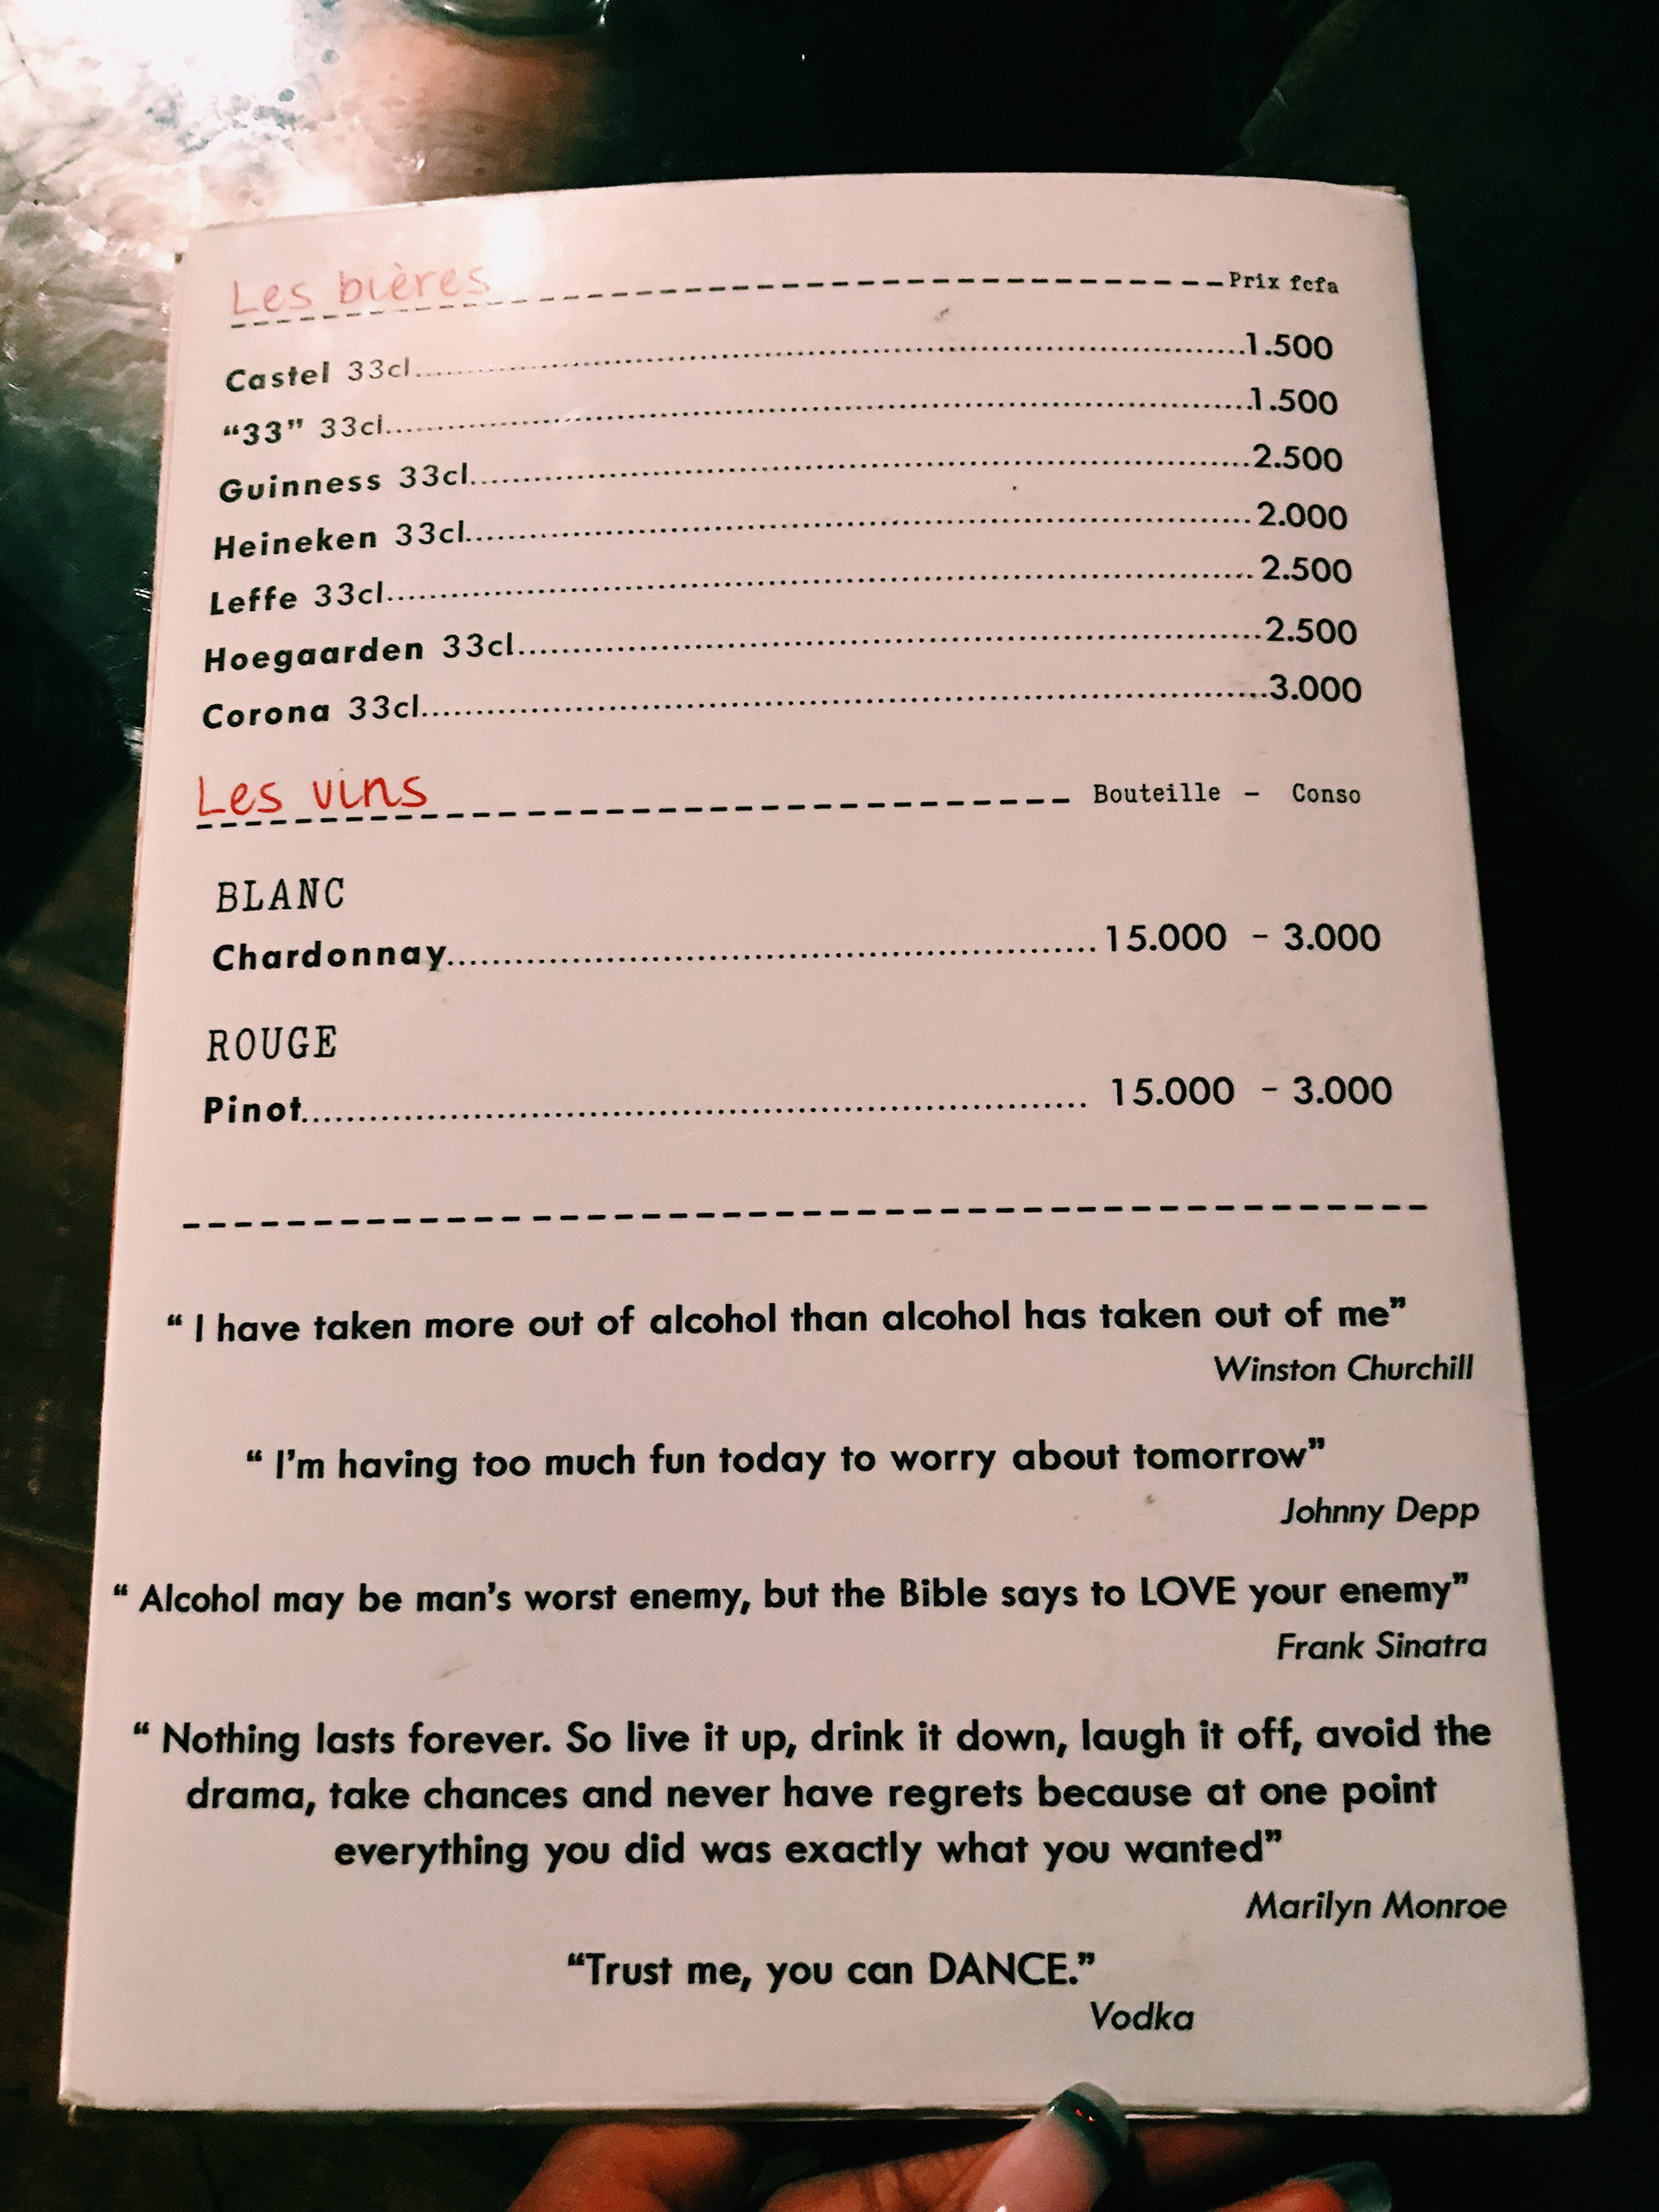 Les bières -------------------------- Prix fcfa
Castel 33cl..........................1.500
“33” 33cl..........................1.500
Guinness 33cl..........................2.500
Heineken 33cl..........................2.000
Leffe 33cl..........................2.500
Hoegaarden 33cl..........................2.500
Corona 33cl..........................3.000
Les vins -------------------------- Bouteille - Conso
BLANC
Chardonnay..........................15.000 - 3.000
ROUGE
Pinot.......................... 15.000 - 3.000
“ I have taken more out of alcohol than alcohol has taken out of me”
Winston Churchill
“ I’m having too much fun today to worry about tomorrow”
Johnny Depp
“ Alcohol may be man’s worst enemy, but the Bible says to LOVE your enemy”
Frank Sinatra
“ Nothing lasts forever. So live it up, drink it down, laugh it off, avoid the
drama, take chances and never have regrets because at one point
everything you did was exactly what you wanted”
Marilyn Monroe
“Trust me, you can DANCE.”
Vodka